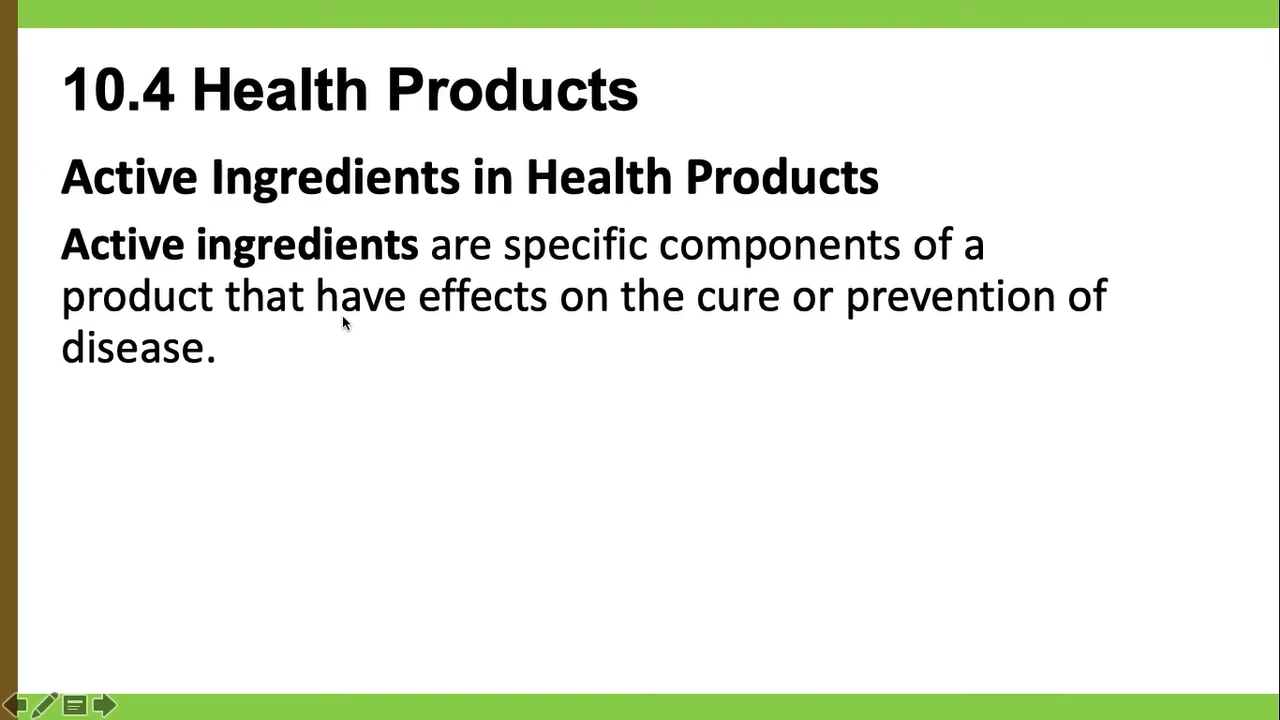 10.4 Health Products
Active Ingredients in Health Products
Active ingredients are specific components of a
product that have effects on the cure or prevention of
disease.